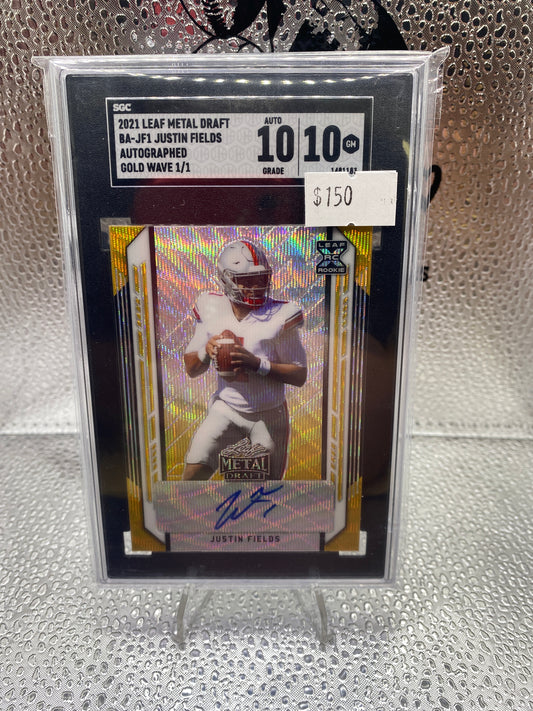 SGC
2021 LEAF METAL DRAFT
BA-JF1 JUSTIN FIELDS
AUTOGRAPHED
GOLD WAVE 1/1
AUTO
10
GRADE
10 GM
$150
LEAF
RC
ROOKIE
Leaf
METAL
DRAFT
JUSTIN FIELDS